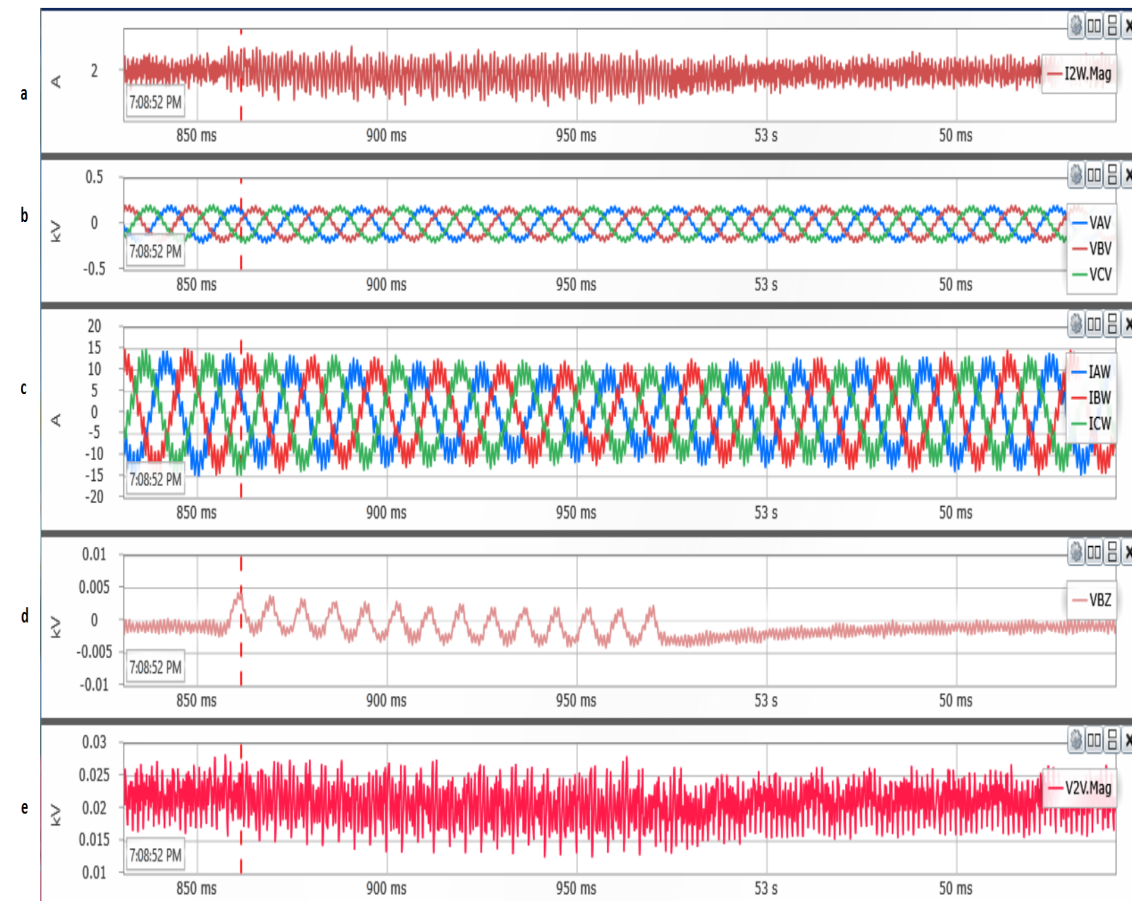 a
A
2
7:08:52 PM
I2W.Mag
850 ms 900 ms 950 ms 53 s 50 ms
b
kV
0.5
0
-0.5
7:08:52 PM
VAV
VBV
VCV
850 ms 900 ms 950 ms 53 s 50 ms
c
A
20
15
10
5
0
-5
-10
-15
-20
7:08:52 PM
IAW
IBW
ICW
850 ms 900 ms 950 ms 53 s 50 ms
d
kV
0.01
0.005
0
-0.005
-0.01
7:08:52 PM
VBZ
850 ms 900 ms 950 ms 53 s 50 ms
e
kV
0.03
0.025
0.02
0.015
0.01
7:08:52 PM
V2V.Mag
850 ms 900 ms 950 ms 53 s 50 ms